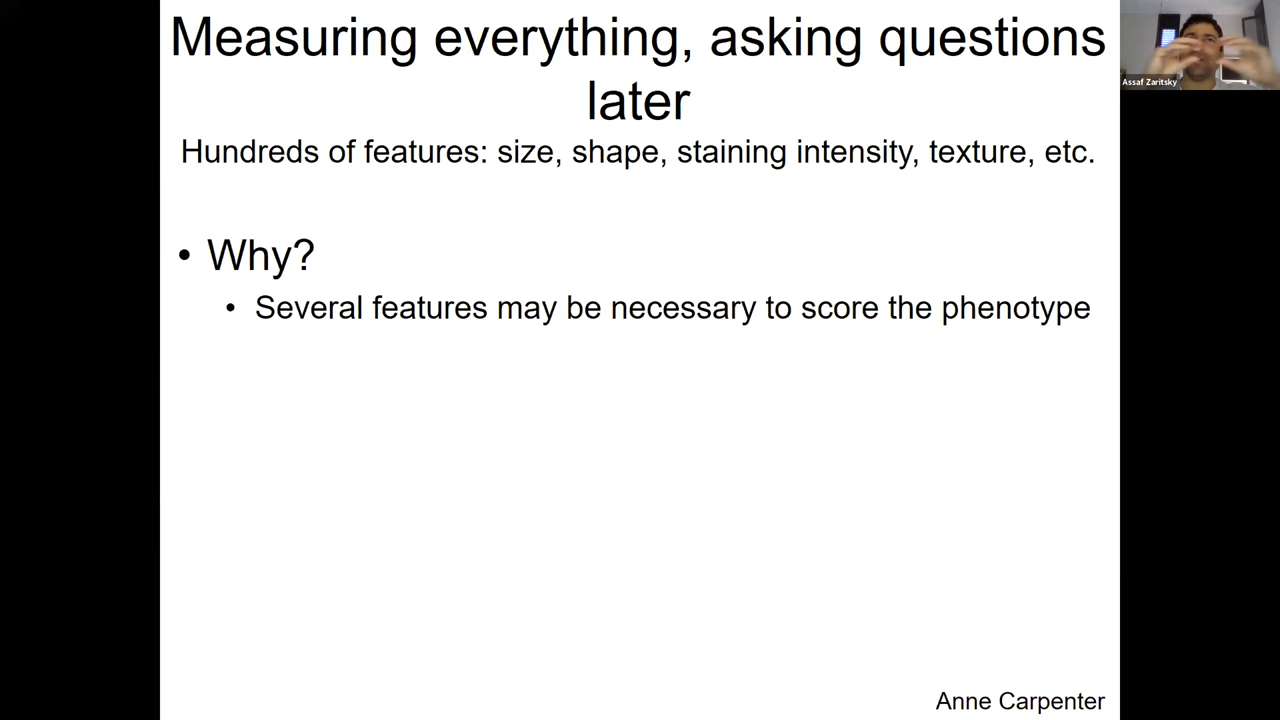 Measuring everything, asking questions
later
Hundreds of features: size, shape, staining intensity, texture, etc.
• Why?
• Several features may be necessary to score the phenotype
Anne Carpenter
Assaf Zaritsky